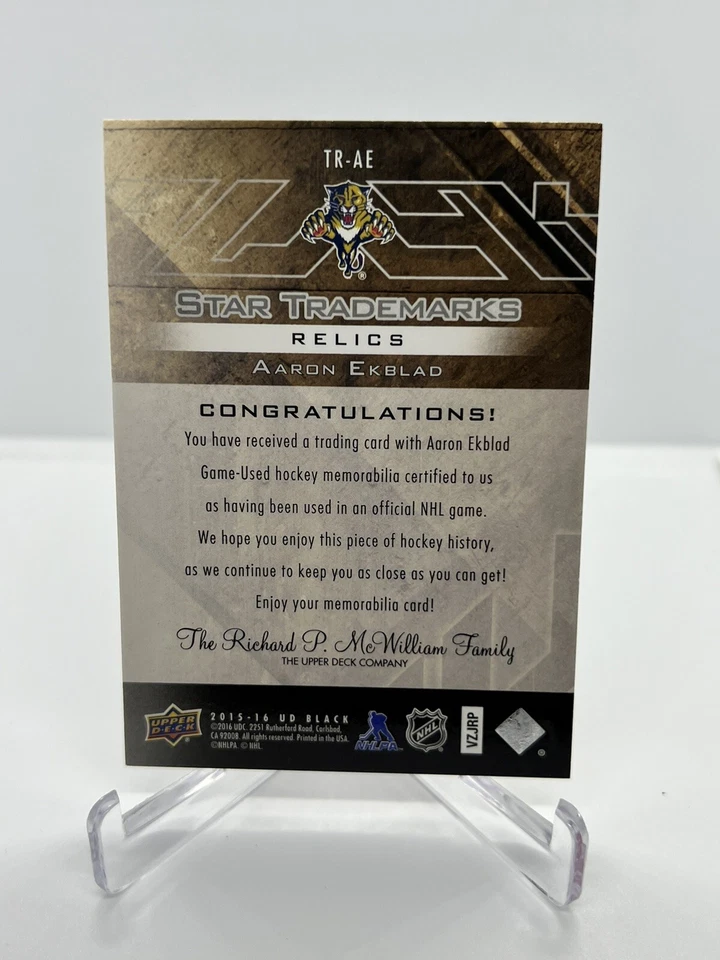 TR-AE
®
STAR TRADEMARKS
RELICS
AARON EKBLAD
CONGRATULATIONS!
You have received a trading card with Aaron Ekblad
Game-Used hockey memorabilia certified to us
as having been used in an official NHL game.
We hope you enjoy this piece of hockey history,
as we continue to keep you as close as you can get!
Enjoy your memorabilia card!
The Richard P. McWilliam Family
THE UPPER DECK COMPANY
UPPER
DECK
2015-16 UD BLACK
©2016 UDC. 2251 Rutherford Road, Carlsbad,
CA 92008. All rights reserved. Printed in the USA.
©NHLPA ©NHL.
NHLPA
NHL
VZJRP